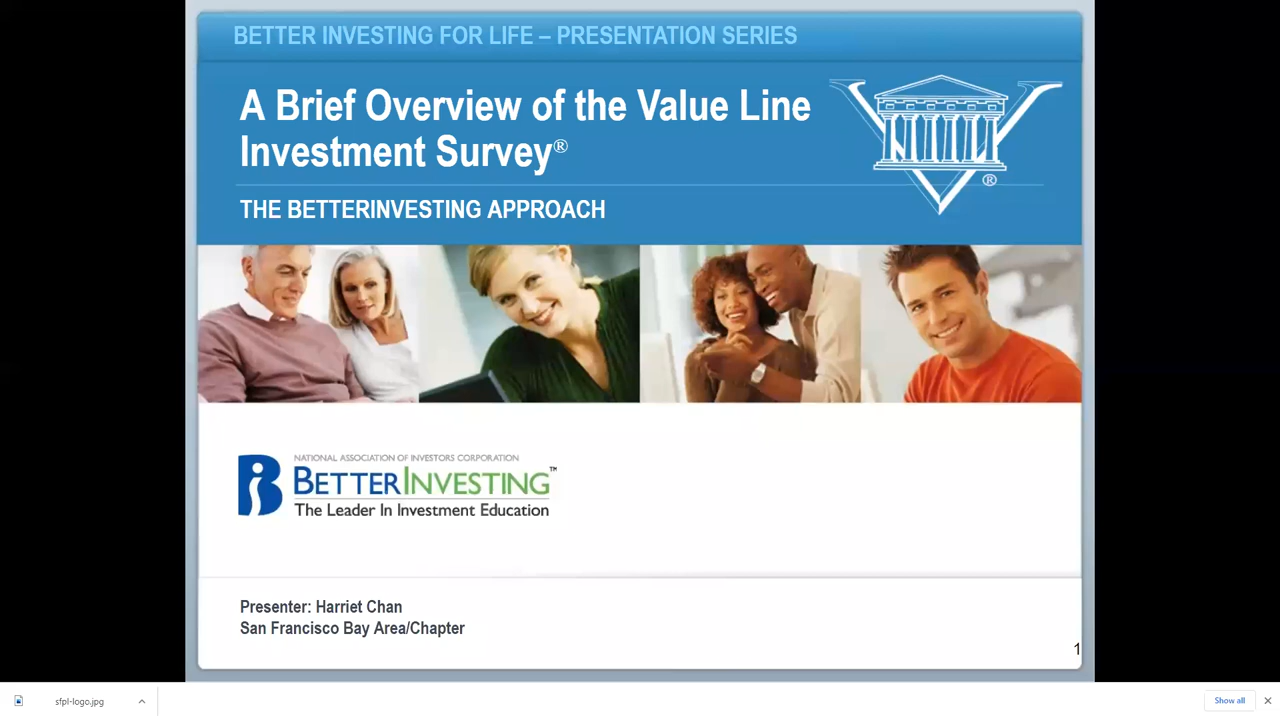 BETTER INVESTING FOR LIFE – PRESENTATION SERIES
A Brief Overview of the Value Line
Investment Survey®
®
THE BETTERINVESTING APPROACH
NATIONAL ASSOCIATION OF INVESTORS CORPORATION
BETTERINVESTING™
The Leader In Investment Education
Presenter: Harriet Chan
San Francisco Bay Area/Chapter
1
sfpl-logo.jpg
Show all